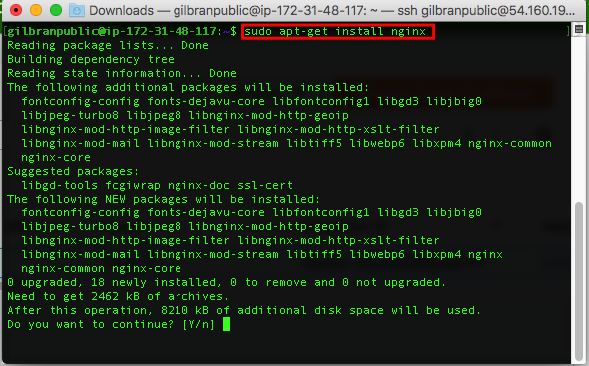 Downloads — gilbranpublic@ip-172-31-48-117: ~ — ssh gilbranpublic@54.160.19...
[gilbranpublic@ip-172-31-48-117:~$ sudo apt-get install nginx ]
Reading package lists... Done
Building dependency tree
Reading state information... Done
The following additional packages will be installed:
fontconfig-config fonts-dejavu-core libfontconfig1 libgd3 libjbig0
libjpeg-turbo8 libjpeg8 libnginx-mod-http-geoip
libnginx-mod-http-image-filter libnginx-mod-http-xslt-filter
libnginx-mod-mail libnginx-mod-stream libtiff5 libwebp6 libxpm4 nginx-common
nginx-core
Suggested packages:
libgd-tools fcgiwrap nginx-doc ssl-cert
The following NEW packages will be installed:
fontconfig-config fonts-dejavu-core libfontconfig1 libgd3 libjbig0
libjpeg-turbo8 libjpeg8 libnginx-mod-http-geoip
libnginx-mod-http-image-filter libnginx-mod-http-xslt-filter
libnginx-mod-mail libnginx-mod-stream libtiff5 libwebp6 libxpm4 nginx
nginx-common nginx-core
0 upgraded, 18 newly installed, 0 to remove and 0 not upgraded.
Need to get 2462 kB of archives.
After this operation, 8210 kB of additional disk space will be used.
Do you want to continue? [Y/n]